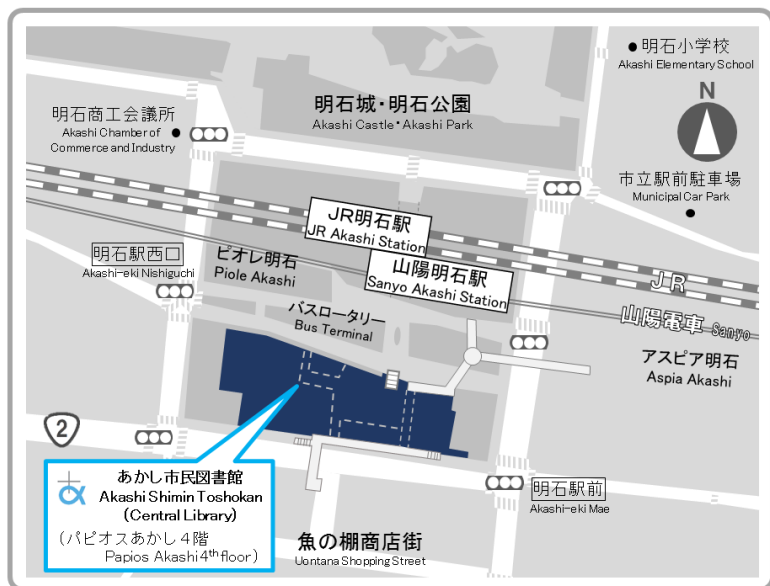 明石小学校
Akashi Elementary School
N
明石商工会議所
Akashi Chamber of
Commerce and Industry
明石城・明石公園
Akashi Castle・Akashi Park
市立駅前駐車場
Municipal Car Park
JR明石駅
JR Akashi Station
明石駅西口
Akashi-eki Nishiguchi
ピオレ明石
Piole Akashi
山陽明石駅
Sanyo Akashi Station
JR
山陽電車 Sanyo
バスロータリー
Bus Terminal
アスピア明石
Aspia Akashi
2
あかし市民図書館
Akashi Shimin Toshokan
(Central Library)
(パピオスあかし4階
Papios Akashi 4th floor)
明石駅前
Akashi-eki Mae
魚の棚商店街
Uontana Shopping Street